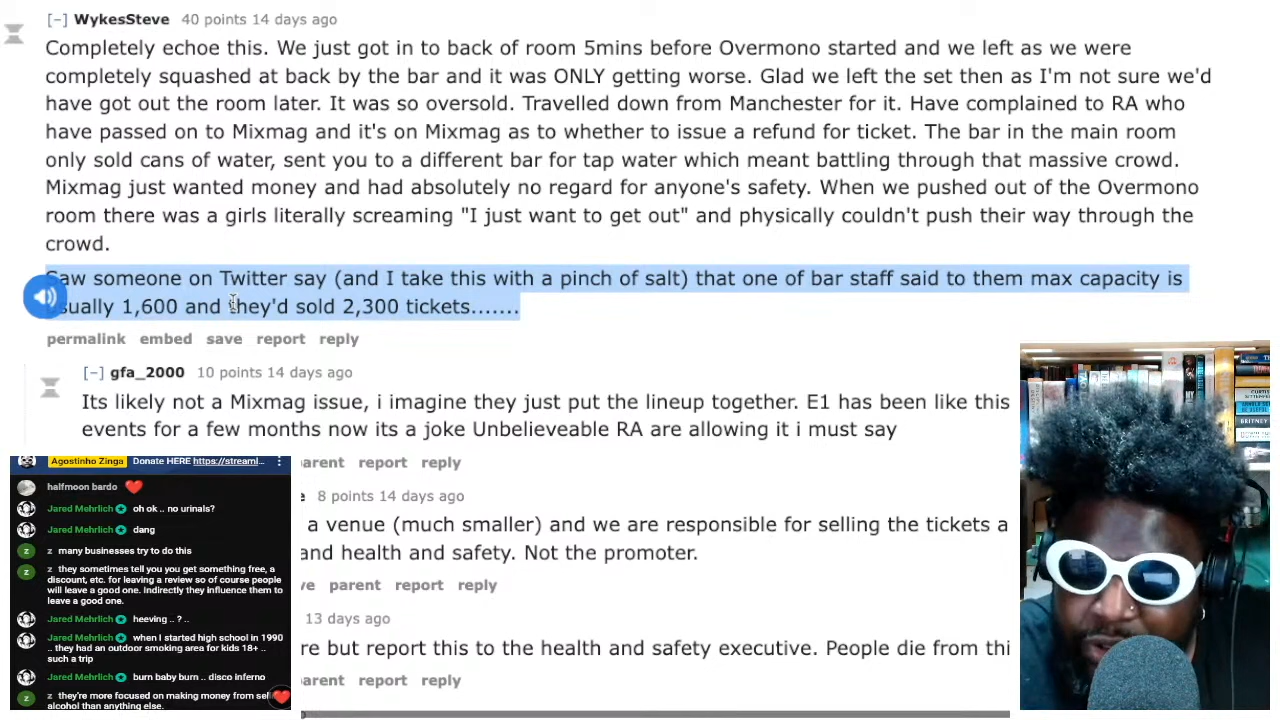 [–] WykesSteve 40 points 14 days ago
Completely echoe this. We just got in to back of room 5mins before Overmono started and we left as we were
completely squashed at back by the bar and it was ONLY getting worse. Glad we left the set then as I'm not sure we'd
have got out the room later. It was so oversold. Travelled down from Manchester for it. Have complained to RA who
have passed on to Mixmag and it's on Mixmag as to whether to issue a refund for ticket. The bar in the main room
only sold cans of water, sent you to a different bar for tap water which meant battling through that massive crowd.
Mixmag just wanted money and had absolutely no regard for anyone's safety. When we pushed out of the Overmono
room there was a girls literally screaming "I just want to get out" and physically couldn't push their way through the
crowd.
Saw someone on Twitter say (and I take this with a pinch of salt) that one of bar staff said to them max capacity is
usually 1,600 and they'd sold 2,300 tickets.......
permalink embed save report reply
[–] gfa_2000 10 points 14 days ago
Its likely not a Mixmag issue, i imagine they just put the lineup together. E1 has been like this
events for a few months now its a joke Unbelievable RA are allowing it i must say
arent report reply
8 points 14 days ago
a venue (much smaller) and we are responsible for selling the tickets a
and health and safety. Not the promoter.
ve parent report reply
13 days ago
re but report this to the health and safety executive. People die from thi
arent report reply
Agostinho Zinga Donate HERE https://streaml...
halfmoon bardo
Jared Mehrlich oh ok .. no urinals?
Jared Mehrlich dang
z many businesses try to do this
z they sometimes tell you you get something free, a
discount, etc. for leaving a review so of course people
will leave a good one. Indirectly they influence them to
leave a good one.
Jared Mehrlich heeving .. ? ..
Jared Mehrlich when I started high school in 1990
.. they had an outdoor smoking area for kids 18+ ..
such a trip
Jared Mehrlich burn baby burn .. disco inferno
z they're more focused on making money from sel
alcohol than anything else.
BRITNEY